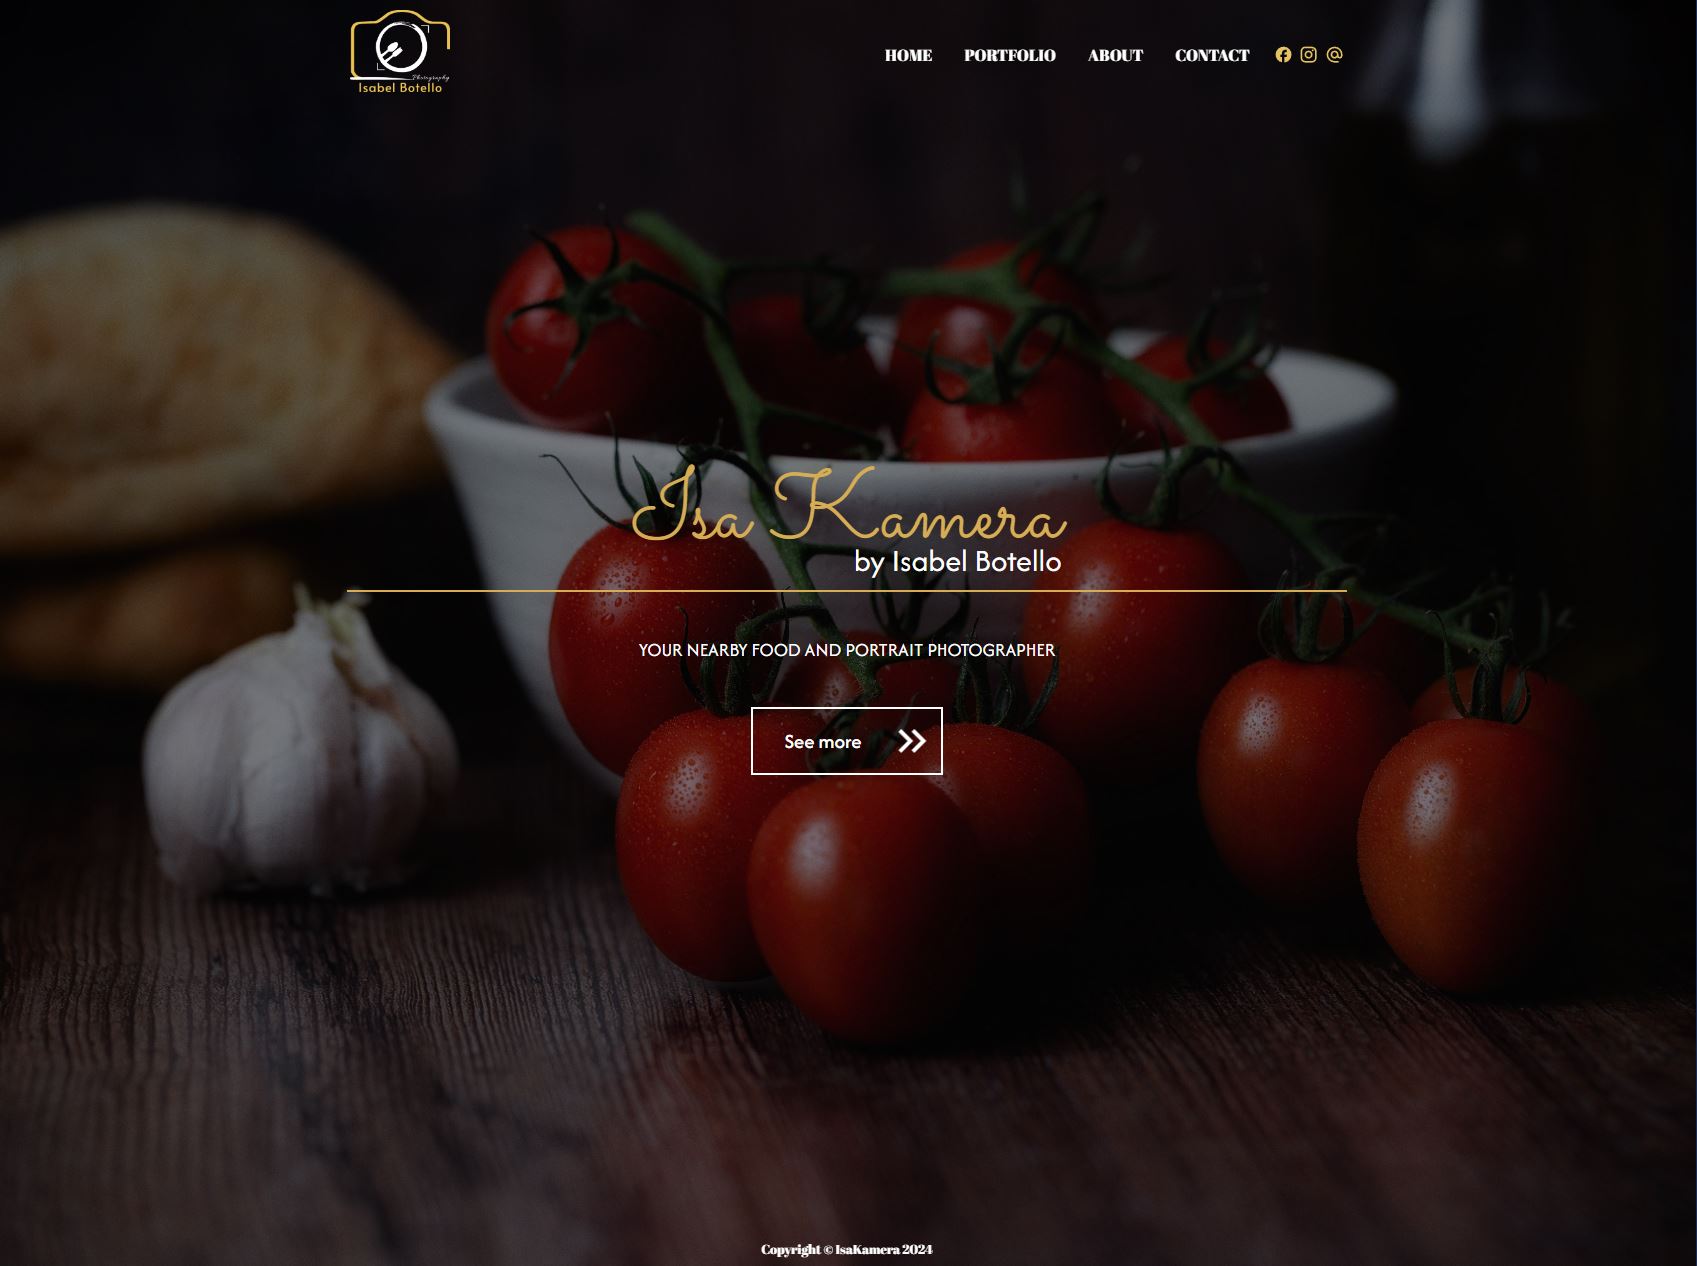 Photography
Isabel Botello
HOME PORTFOLIO ABOUT CONTACT
Isa Kamera
by Isabel Botello
YOUR NEARBY FOOD AND PORTRAIT PHOTOGRAPHER
See more
Copyright © IsaKamera 2024